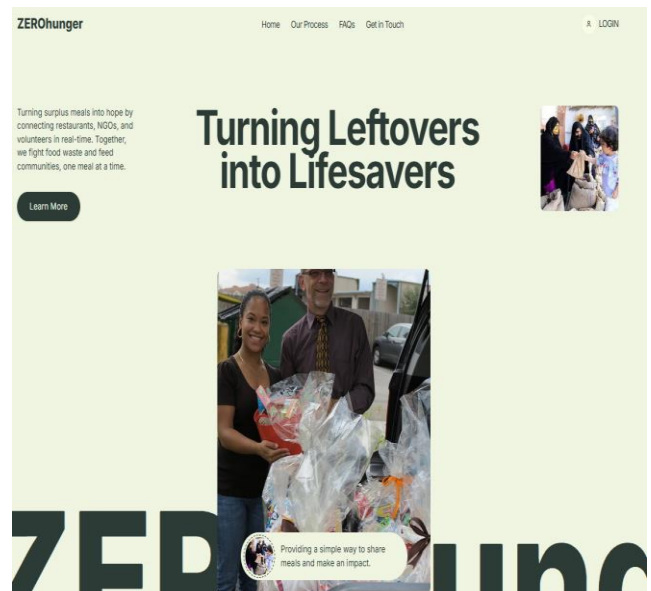 ZEROhunger
Home Our Process FAQs Get in Touch
LOGIN
Turning surplus meals into hope by
connecting restaurants, NGOs, and
volunteers in real-time. Together,
we fight food waste and feed
communities, one meal at a time.
Learn More
Turning Leftovers
into Lifesavers
Providing a simple way to share
meals and make an impact.